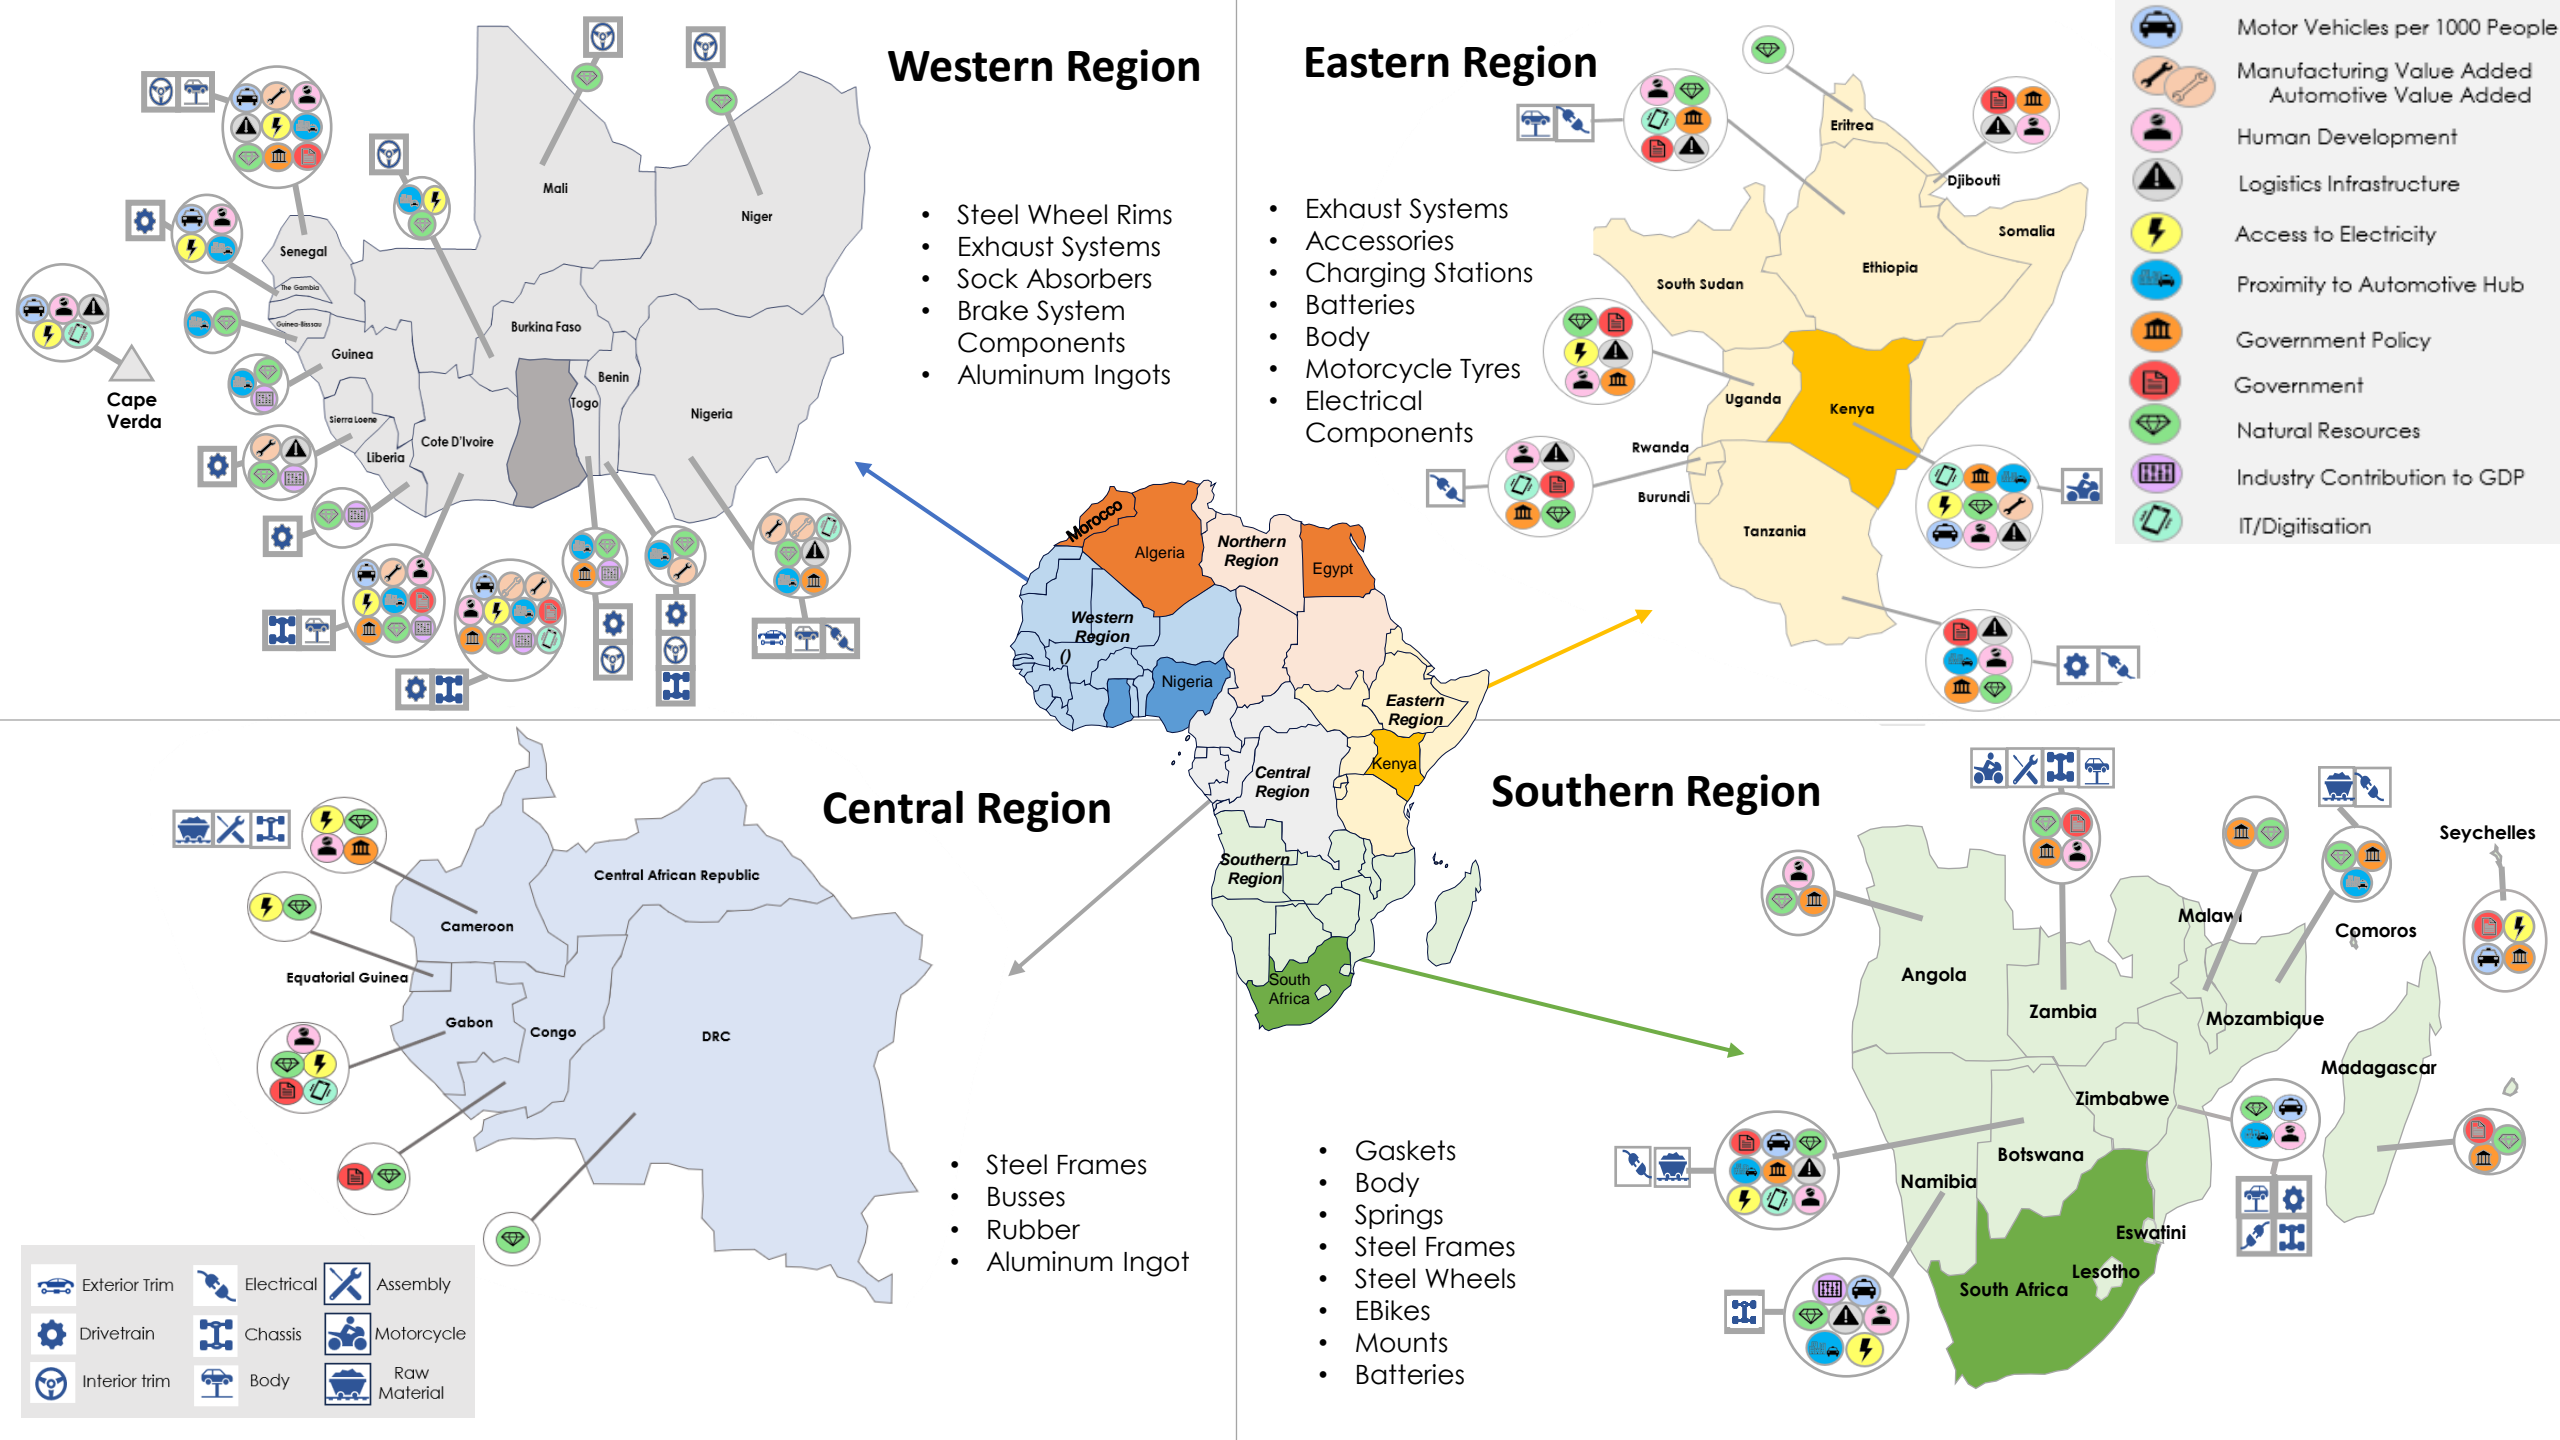 Western Region
Mali
Niger
Senegal
The Gambia
Guinea-Bissau
Guinea
Burkina Faso
Benin
Togo
Nigeria
Sierra Loene
Liberia
Cote D'Ivoire
Cape
Verda
• Steel Wheel Rims
• Exhaust Systems
• Sock Absorbers
• Brake System
Components
• Aluminum Ingots
Eastern Region
• Exhaust Systems
• Accessories
• Charging Stations
• Batteries
• Body
• Motorcycle Tyres
• Electrical
Components
Eritrea
Djibouti
Somalia
Ethiopia
South Sudan
Uganda
Kenya
Rwanda
Burundi
Tanzania
Motor Vehicles per 1000 People
Manufacturing Value Added
Automotive Value Added
Human Development
Logistics Infrastructure
Access to Electricity
Proximity to Automotive Hub
Government Policy
Government
Natural Resources
Industry Contribution to GDP
IT/Digitisation
Morocco
Algeria
Northern
Region
Egypt
Western
Region
()
Nigeria
Eastern
Region
Kenya
Central
Region
Southern
Region
South
Africa
Central Region
Central African Republic
Cameroon
Equatorial Guinea
Gabon
Congo
DRC
• Steel Frames
• Busses
• Rubber
• Aluminum Ingot
Exterior Trim
Electrical
Assembly
Drivetrain
Chassis
Motorcycle
Interior trim
Body
Raw
Material
Southern Region
• Gaskets
• Body
• Springs
• Steel Frames
• Steel Wheels
• EBikes
• Mounts
• Batteries
Seychelles
Malawi
Comoros
Angola
Zambia
Mozambique
Madagascar
Zimbabwe
Botswana
Namibia
Eswatini
Lesotho
South Africa